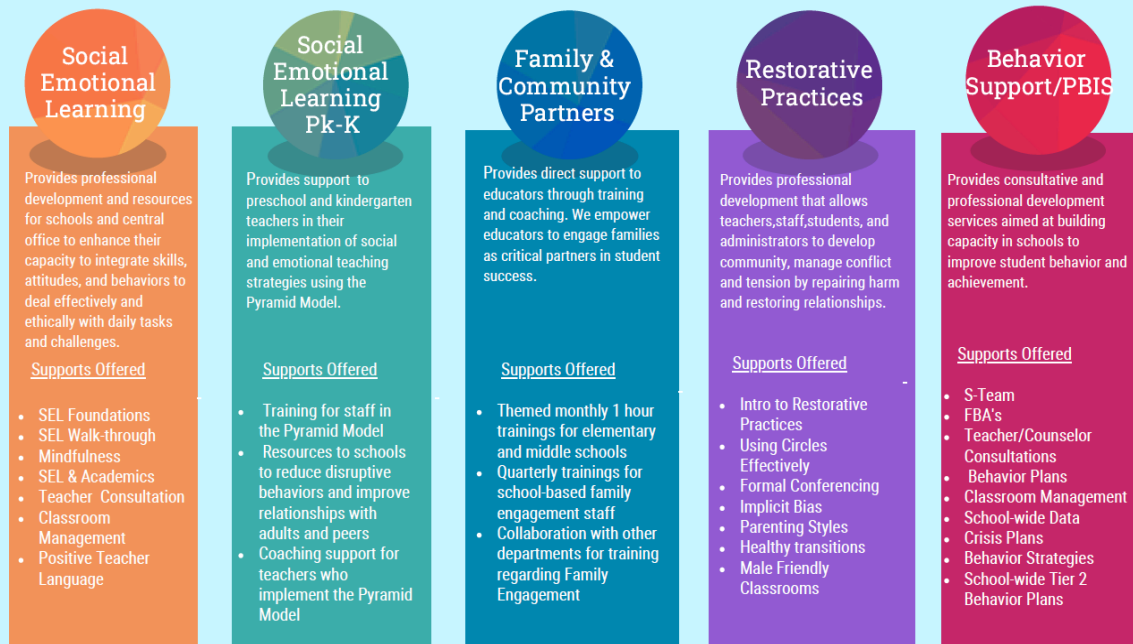 Social
Emotional
Learning
Provides professional
development and resources
for schools and central
office to enhance their
capacity to integrate skills,
attitudes, and behaviors to
deal effectively and
ethically with daily tasks
and challenges.
Supports Offered
• SEL Foundations
• SEL Walk-through
• Mindfulness
• SEL & Academics
• Teacher Consultation
• Classroom
Management
• Positive Teacher
Language
Social
Emotional
Learning
Pk-K
Provides support to
preschool and kindergarten
teachers in their
implementation of social
and emotional teaching
strategies using the
Pyramid Model.
Supports Offered
• Training for staff in
the Pyramid Model
• Resources to schools
to reduce disruptive
behaviors and improve
relationships with
adults and peers
• Coaching support for
teachers who
implement the Pyramid
Model
Family &
Community
Partners
Provides direct support to
educators through training
and coaching. We empower
educators to engage families
as critical partners in student
success.
Supports Offered
• Themed monthly 1 hour
trainings for elementary
and middle schools
• Quarterly trainings for
school-based family
engagement staff
• Collaboration with other
departments for training
regarding Family
Engagement
Restorative
Practices
Provides professional
development that allows
teachers,staff,students, and
administrators to develop
community, manage conflict
and tension by repairing harm
and restoring relationships.
Supports Offered
• Intro to Restorative
Practices
• Using Circles
Effectively
• Formal Conferencing
• Implicit Bias
• Parenting Styles
• Healthy transitions
• Male Friendly
Classrooms
Behavior
Support/PBIS
Provides consultative and
professional development
services aimed at building
capacity in schools to
improve student behavior and
achievement.
Supports Offered
• S-Team
• FBA's
• Teacher/Counselor
Consultations
• Behavior Plans
• Classroom Management
• School-wide Data
• Crisis Plans
• Behavior Strategies
• School-wide Tier 2
Behavior Plans